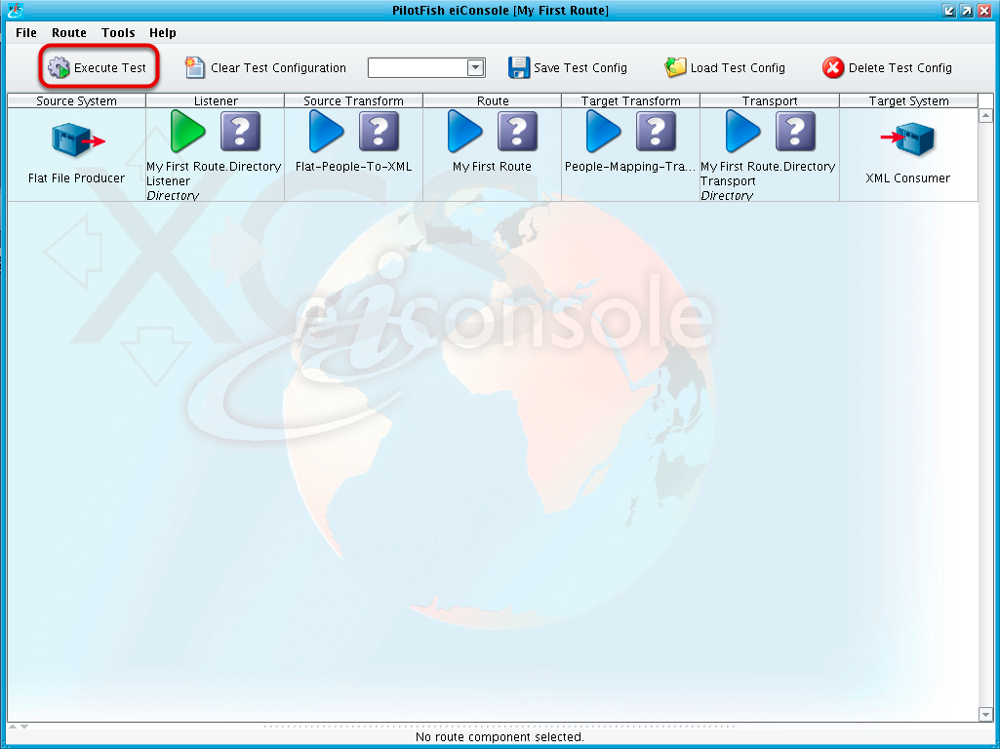 PilotFish eiConsole [My First Route]
File Route Tools Help
Execute Test Clear Test Configuration Save Test Config Load Test Config Delete Test Config
Source System Listener Source Transform Route Target Transform Transport Target System
? ? ? ? ?
Flat File Producer
My First Route.Directory
Listener
Directory
Flat-People-To-XML
My First Route
People-Mapping-Tra...
My First Route.Directory
Transport
Directory
XML Consumer
XCS
eiconsole
ei
No route component selected.